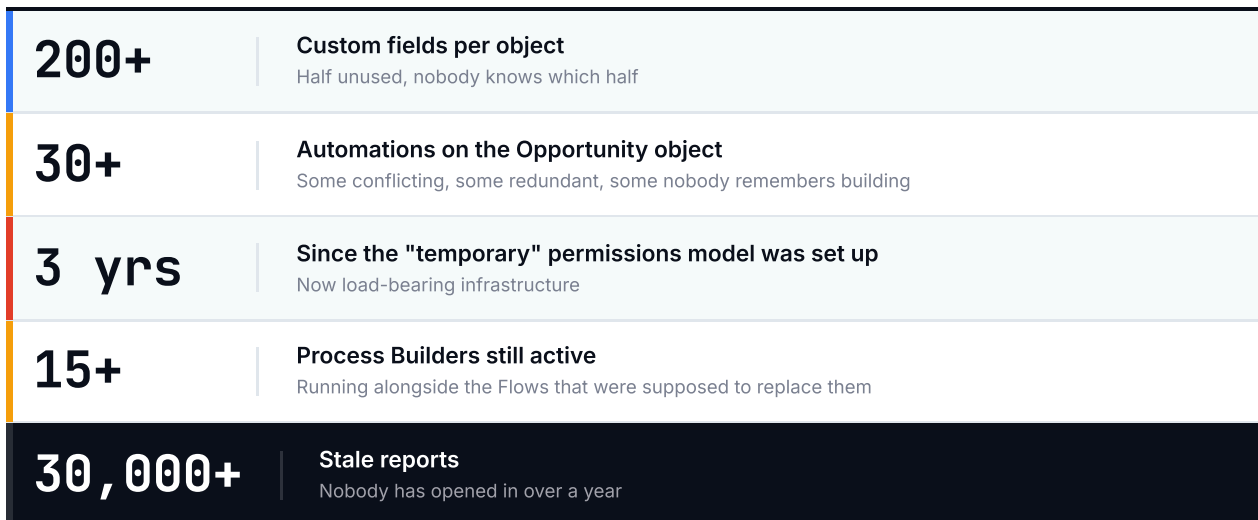 200+
Custom fields per object
Half unused, nobody knows which half
30+
Automations on the Opportunity object
Some conflicting, some redundant, some nobody remembers building
3 yrs
Since the "temporary" permissions model was set up
Now load-bearing infrastructure
15+
Process Builders still active
Running alongside the Flows that were supposed to replace them
30,000+
Stale reports
Nobody has opened in over a year